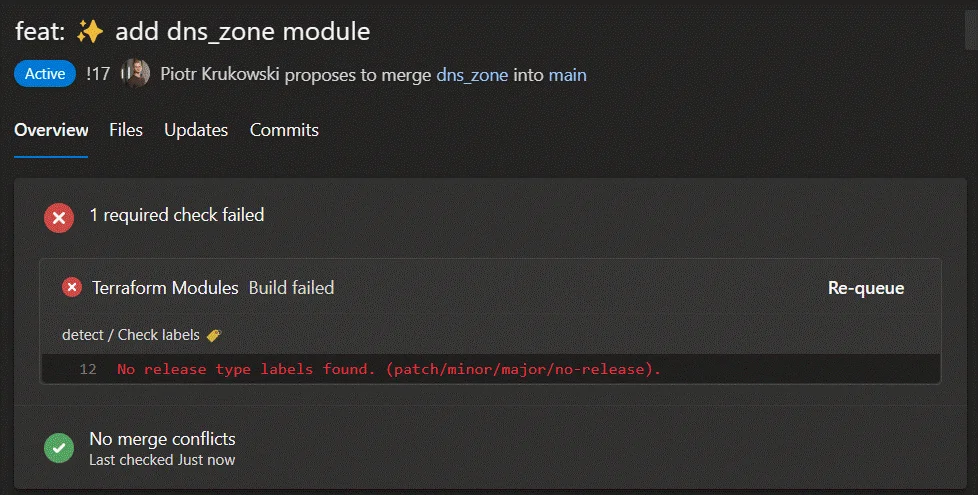 feat: ✨ add dns_zone module
Active !17 Piotr Krukowski proposes to merge dns_zone into main
Overview Files Updates Commits
1 required check failed
Terraform Modules Build failed Re-queue
detect / Check labels 🏷️
12 No release type labels found. (patch/minor/major/no-release).
No merge conflicts
Last checked Just now